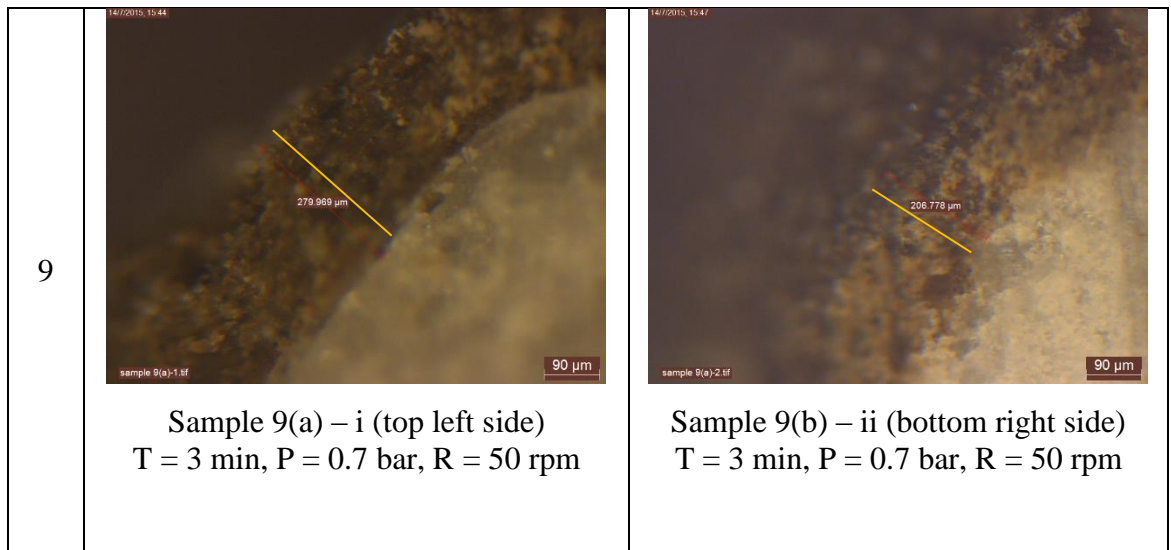 9
14/7/2015, 15:44
279.969 µm
90 µm
sample 9(a)-1.tif
Sample 9(a) – i (top left side)
T = 3 min, P = 0.7 bar, R = 50 rpm
14/7/2015, 15:47
206.778 µm
90 µm
sample 9(a)-2.tif
Sample 9(b) – ii (bottom right side)
T = 3 min, P = 0.7 bar, R = 50 rpm